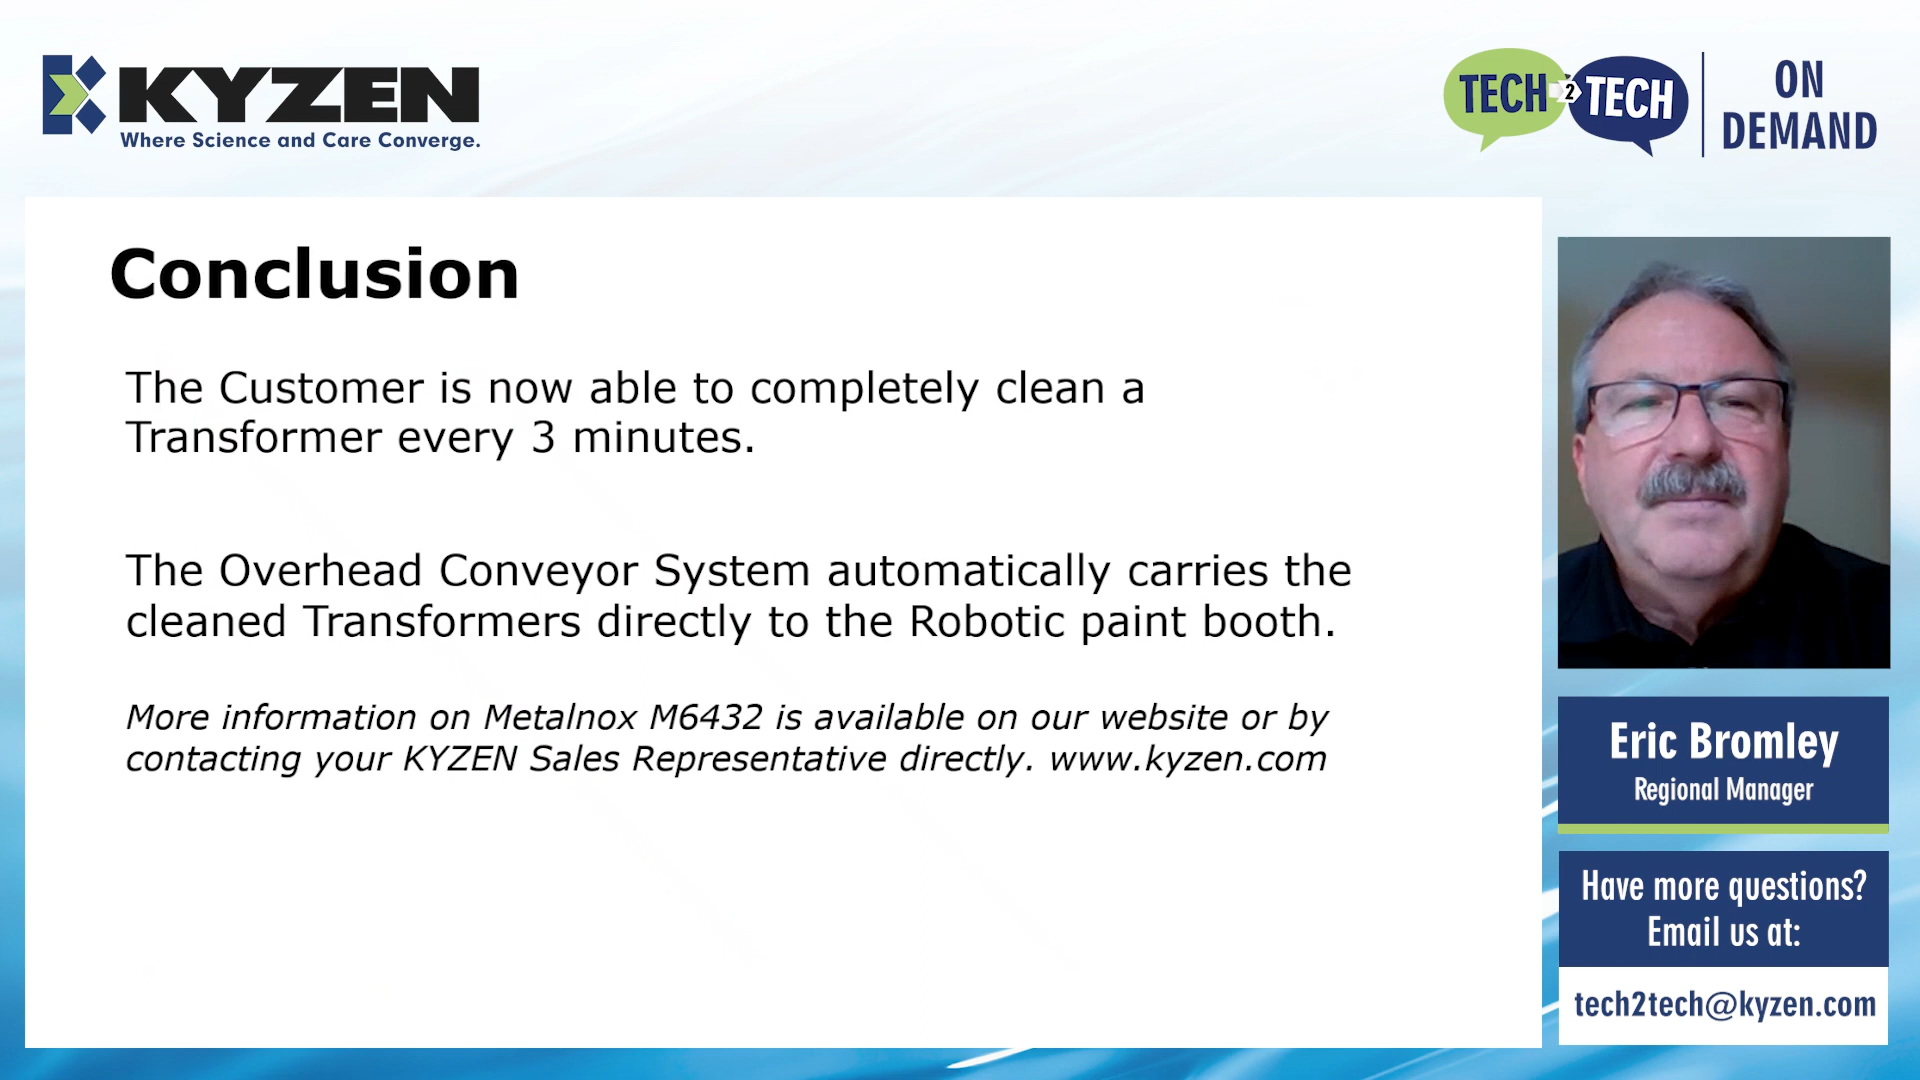 KYZEN
Where Science and Care Converge.
TECH 2 TECH
ON
DEMAND
Conclusion
The Customer is now able to completely clean a
Transformer every 3 minutes.
The Overhead Conveyor System automatically carries the
cleaned Transformers directly to the Robotic paint booth.
More information on Metalnox M6432 is available on our website or by
contacting your KYZEN Sales Representative directly. www.kyzen.com
Eric Bromley
Regional Manager
Have more questions?
Email us at:
tech2tech@kyzen.com